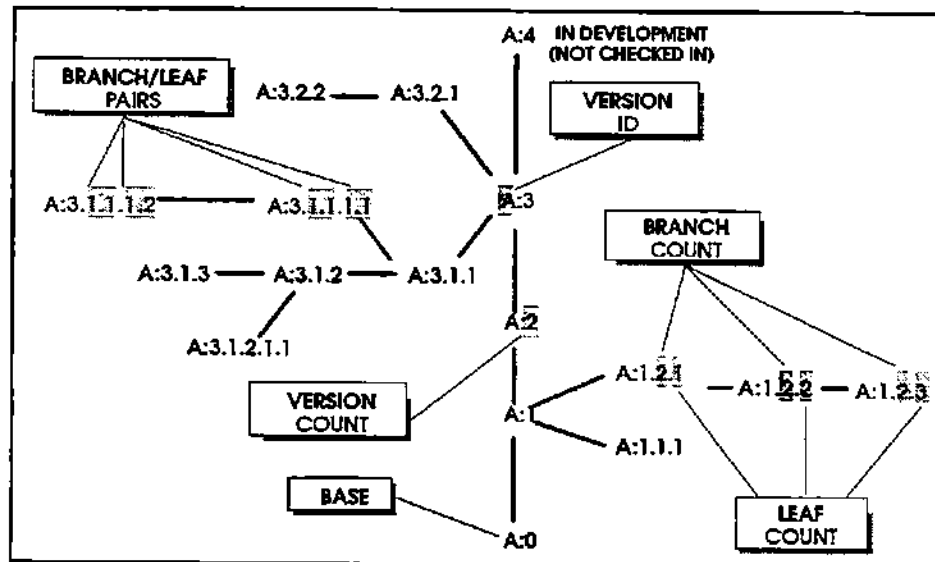 A:4 IN DEVELOPMENT
(NOT CHECKED IN)
BRANCH/LEAF
PAIRS
A:3.2.2
A:3.2.1
VERSION
ID
A:3.1.1.1.2
A:3.1.1.1.1
A:3
BRANCH
COUNT
A:3.1.3
A:3.1.2
A:3.1.1
A:2
A:3.1.2.1.1
A:1.2.1
A:1.2.2
A:1.2.3
VERSION
COUNT
A:1
A:1.1.1
BASE
LEAF
COUNT
A:0